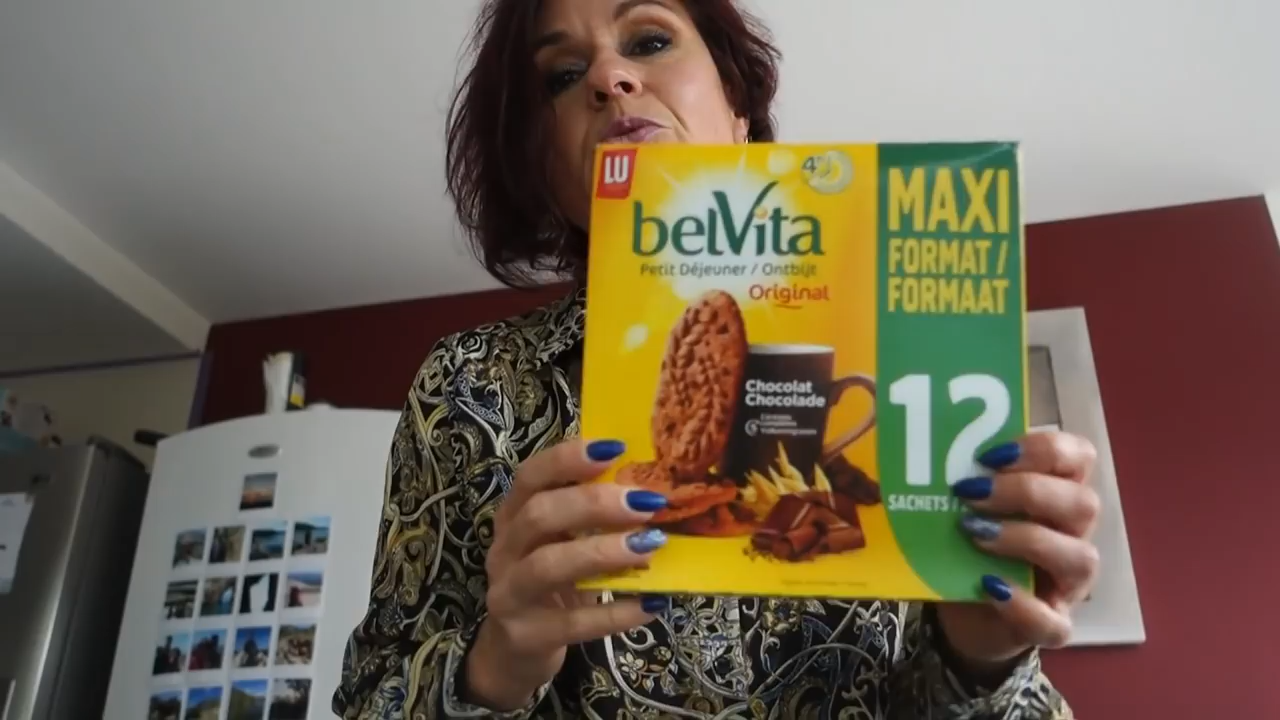 LU
belVita
Petit Déjeuner / Ontbijt
Original
Chocolat
Chocolade
MAXI
FORMAT /
FORMAAT
12
SACHETS /